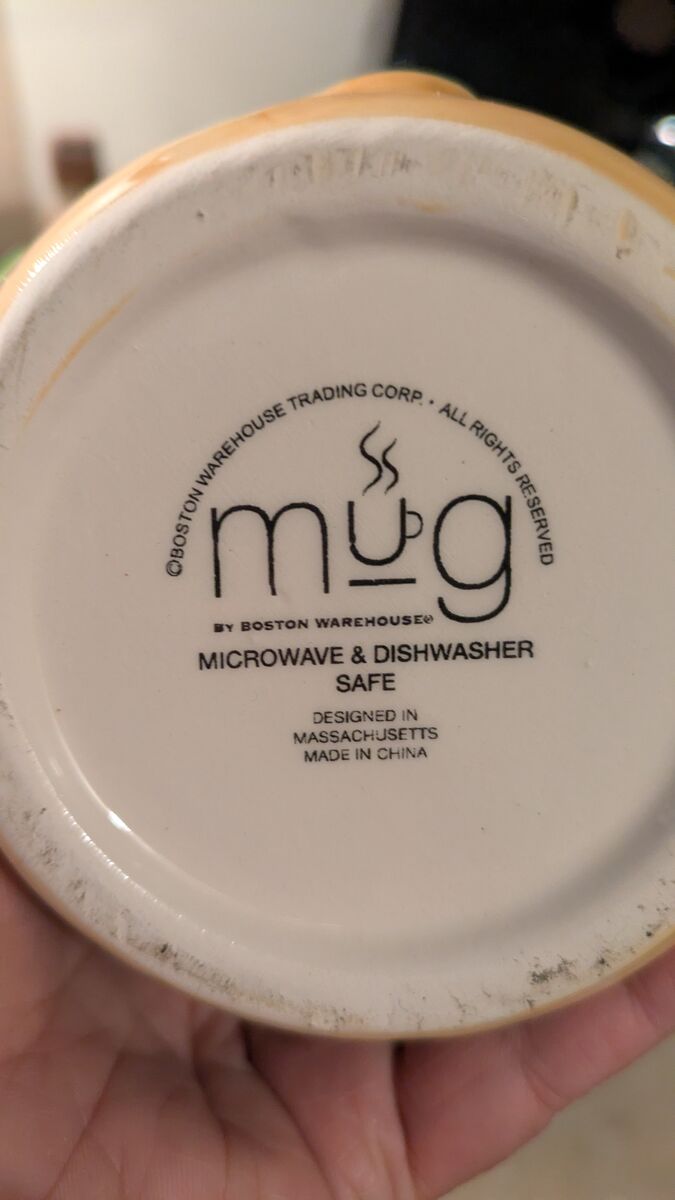 ©BOSTON WAREHOUSE TRADING CORP. • ALL RIGHTS RESERVED
mug
BY BOSTON WAREHOUSE®
MICROWAVE & DISHWASHER
SAFE
DESIGNED IN
MASSACHUSETTS
MADE IN CHINA